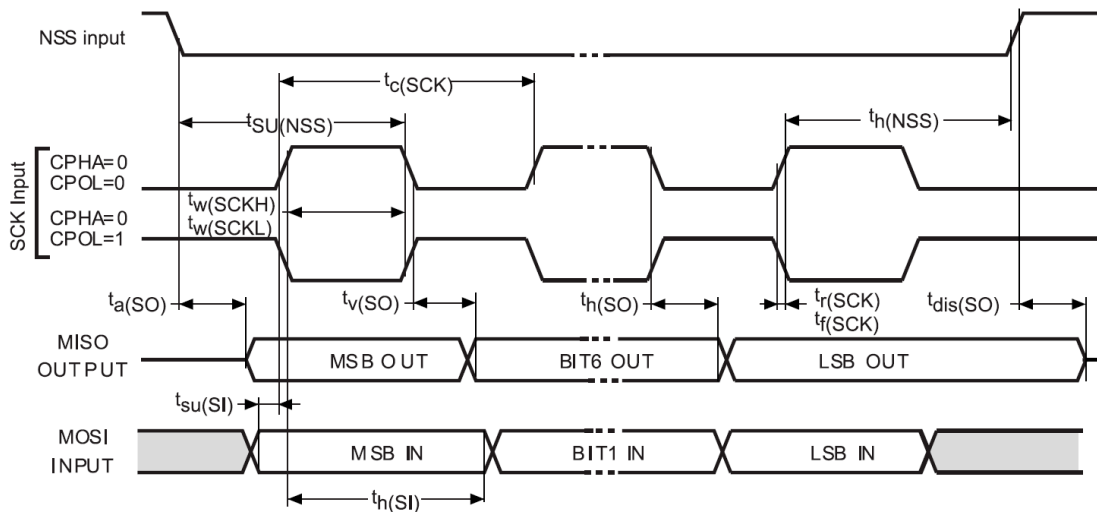 NSS input
tc(SCK)
tSU(NSS)
th(NSS)
SCK Input
CPHA=0
CPOL=0
tw(SCKH)
CPHA=0
tw(SCKL)
CPOL=1
ta(SO)
tv(SO)
th(SO)
tr(SCK)
tf(SCK)
tdis(SO)
MISO
OUTPUT
MSB OUT
BIT6 OUT
LSB OUT
tsu(SI)
MOSI
INPUT
MSB IN
BIT1 IN
LSB IN
th(SI)